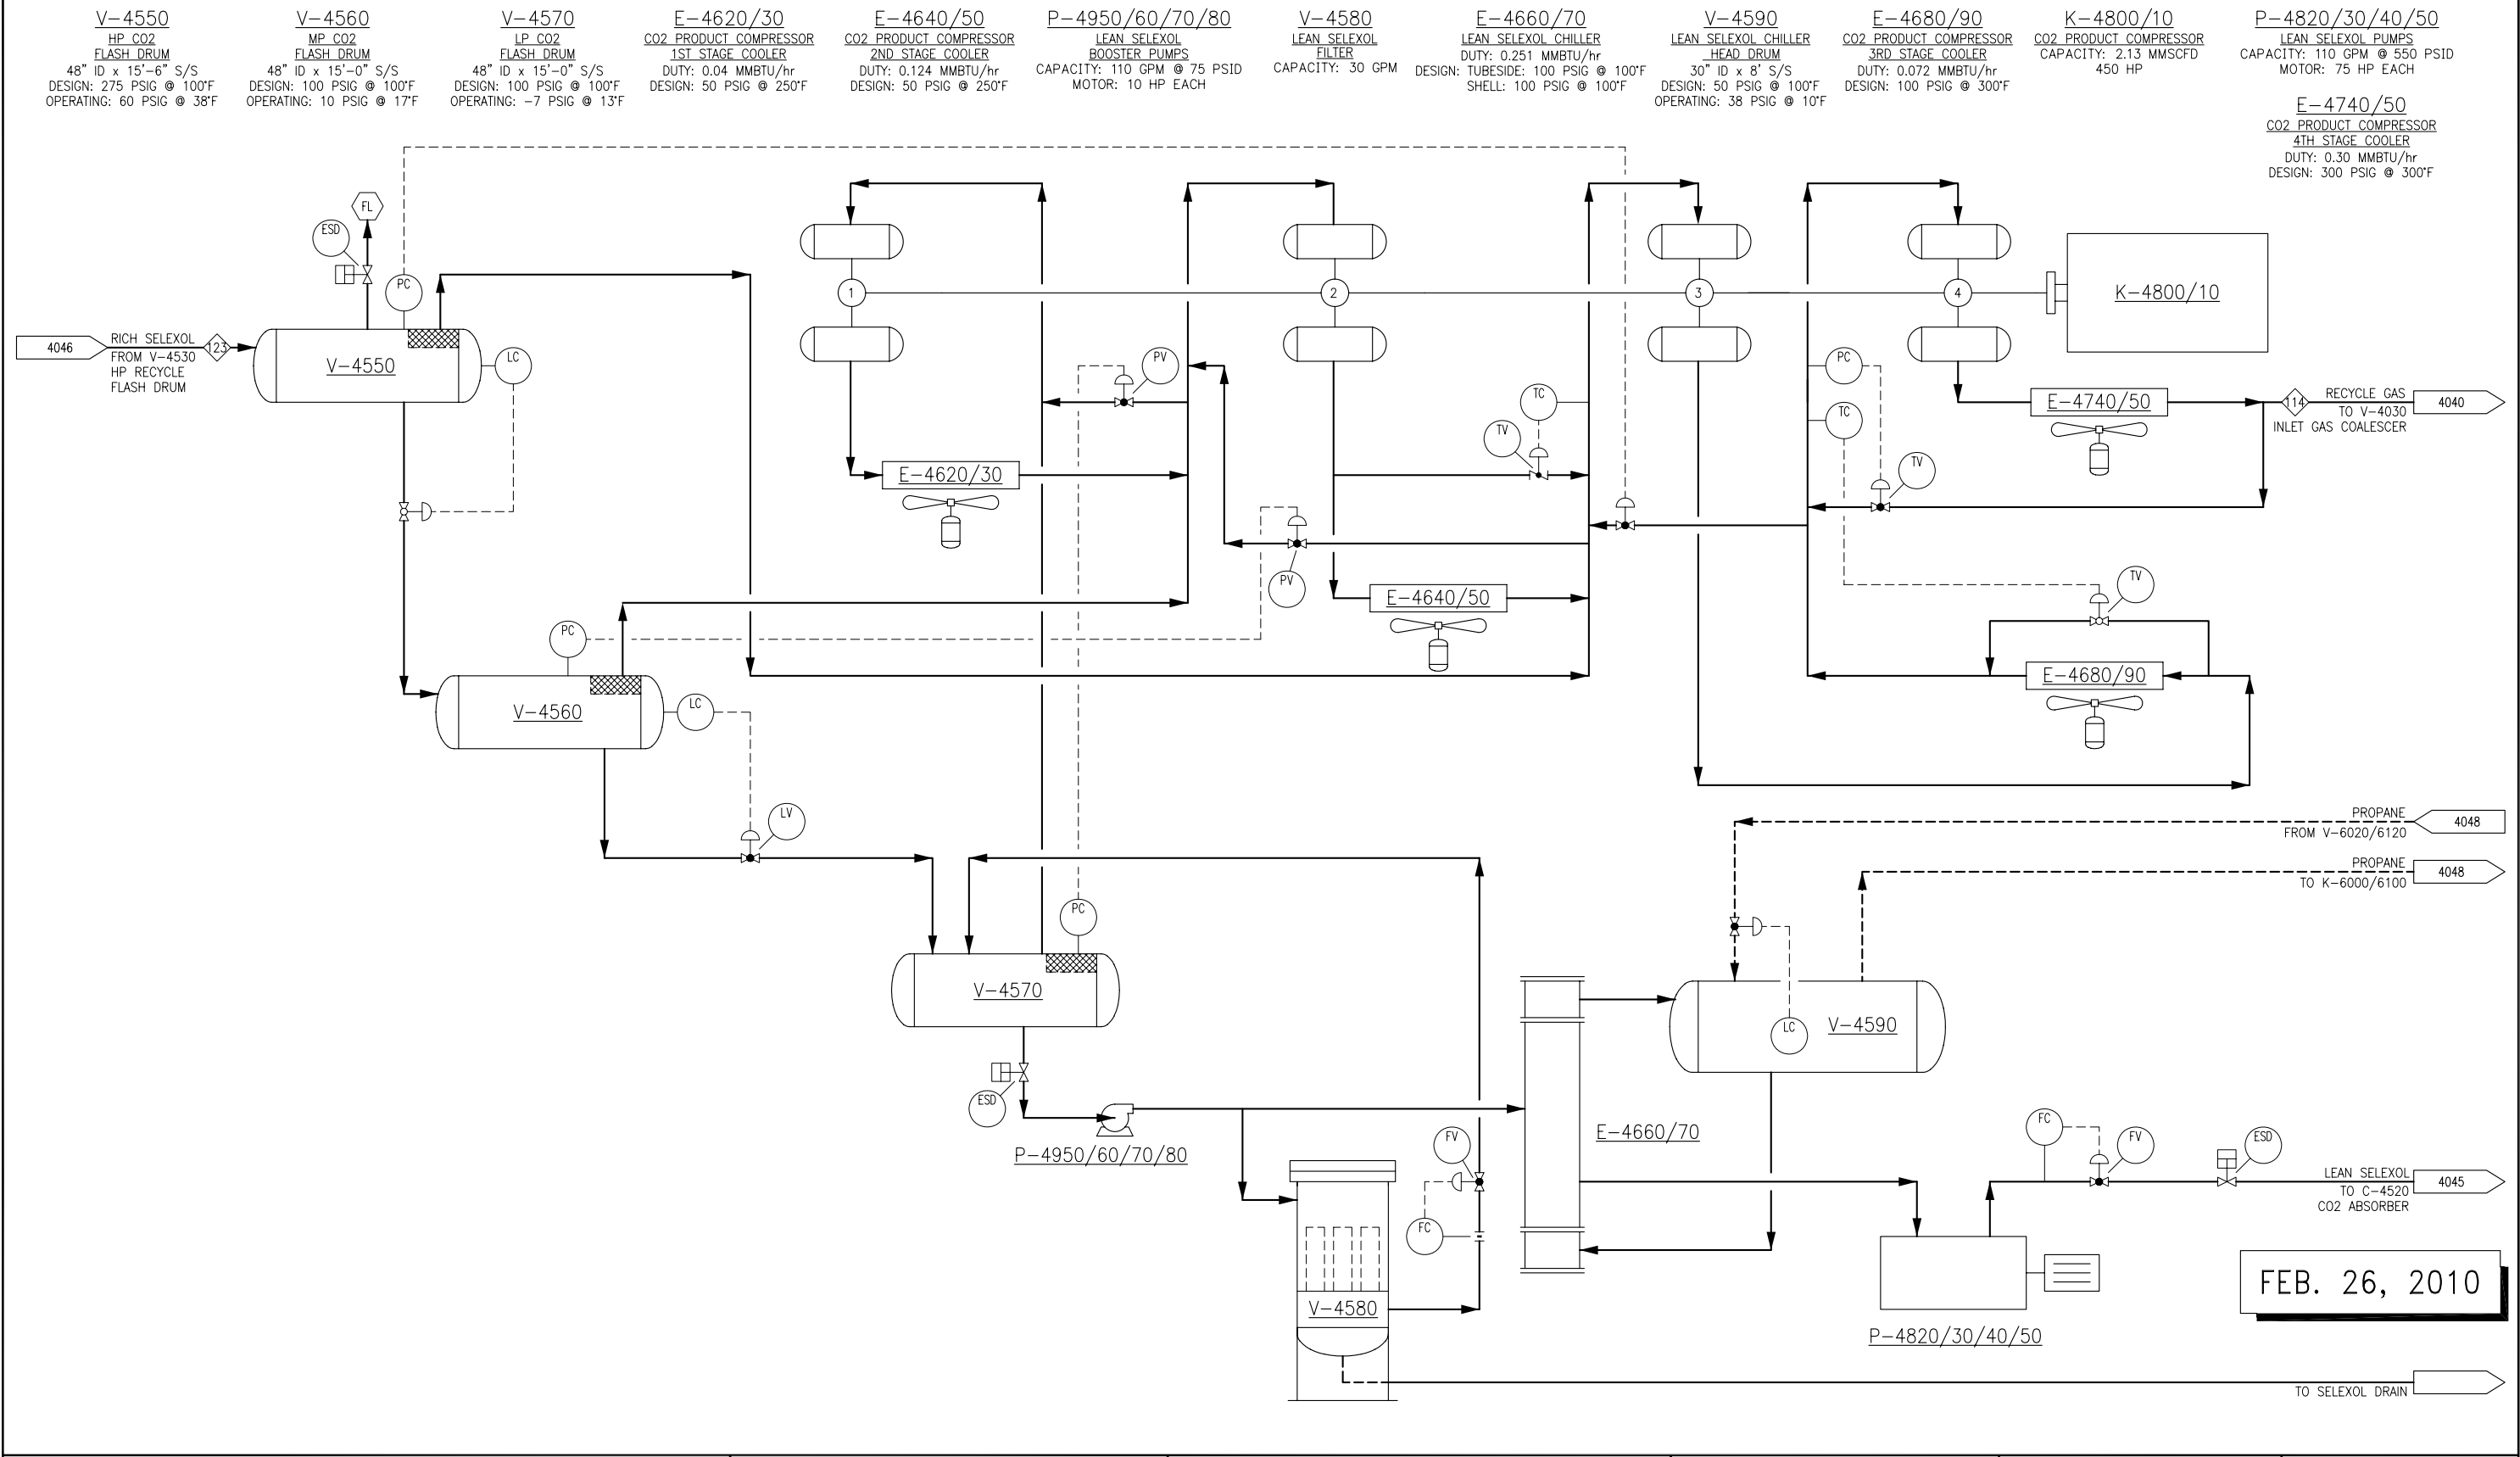 V-4550
HP CO2
FLASH DRUM
48" ID x 15'-6" S/S
DESIGN: 275 PSIG @ 100°F
OPERATING: 60 PSIG @ 38°F
V-4560
MP CO2
FLASH DRUM
48" ID x 15'-0" S/S
DESIGN: 100 PSIG @ 100°F
OPERATING: 10 PSIG @ 17°F
V-4570
LP CO2
FLASH DRUM
48" ID x 15'-0" S/S
DESIGN: 100 PSIG @ 100°F
OPERATING: -7 PSIG @ 13°F
E-4620/30
CO2 PRODUCT COMPRESSOR
1ST STAGE COOLER
DUTY: 0.04 MMBTU/hr
DESIGN: 50 PSIG @ 250°F
E-4640/50
CO2 PRODUCT COMPRESSOR
2ND STAGE COOLER
DUTY: 0.124 MMBTU/hr
DESIGN: 50 PSIG @ 250°F
P-4950/60/70/80
LEAN SELEXOL
BOOSTER PUMPS
CAPACITY: 110 GPM @ 75 PSID
MOTOR: 10 HP EACH
V-4580
LEAN SELEXOL
FILTER
CAPACITY: 30 GPM
E-4660/70
LEAN SELEXOL CHILLER
DUTY: 0.251 MMBTU/hr
DESIGN: TUBESIDE: 100 PSIG @ 100°F
SHELL: 100 PSIG @ 100°F
V-4590
LEAN SELEXOL CHILLER
HEAD DRUM
30" ID x 8' S/S
DESIGN: 50 PSIG @ 100°F
OPERATING: 38 PSIG @ 10°F
E-4680/90
CO2 PRODUCT COMPRESSOR
3RD STAGE COOLER
DUTY: 0.072 MMBTU/hr
DESIGN: 100 PSIG @ 300°F
K-4800/10
CO2 PRODUCT COMPRESSOR
CAPACITY: 2.13 MMSCFD
450 HP
P-4820/30/40/50
LEAN SELEXOL PUMPS
CAPACITY: 110 GPM @ 550 PSID
MOTOR: 75 HP EACH
E-4740/50
CO2 PRODUCT COMPRESSOR
4TH STAGE COOLER
DUTY: 0.30 MMBTU/hr
DESIGN: 300 PSIG @ 300°F
FL
ESD
PC
1
2
3
4
K-4800/10
4046
RICH SELEXOL
FROM V-4530
HP RECYCLE
FLASH DRUM
123
V-4550
LC
PV
PC
TC
TC
TV
TV
E-4740/50
114
RECYCLE GAS
TO V-4030
INLET GAS COALESCER
4040
E-4620/30
PV
E-4640/50
TV
E-4680/90
PC
V-4560
LC
LV
PROPANE
FROM V-6020/6120
4048
PROPANE
TO K-6000/6100
4048
PC
V-4570
LC
V-4590
ESD
P-4950/60/70/80
E-4660/70
FV
FC
V-4580
FC
FV
ESD
LEAN SELEXOL
TO C-4520
CO2 ABSORBER
4045
P-4820/30/40/50
FEB. 26, 2010
TO SELEXOL DRAIN